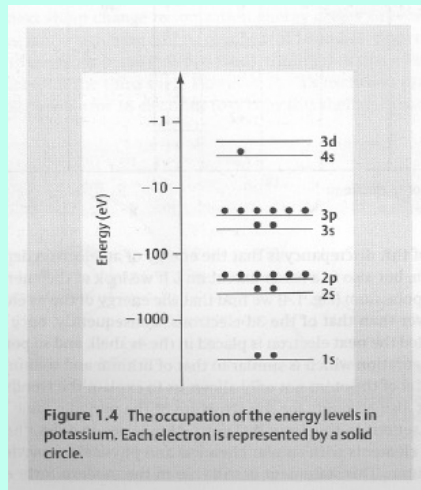 −1
3d
4s
−10
3p
3s
Energy (eV)
−100
2p
2s
−1000
1s
Figure 1.4 The occupation of the energy levels in
potassium. Each electron is represented by a solid
circle.